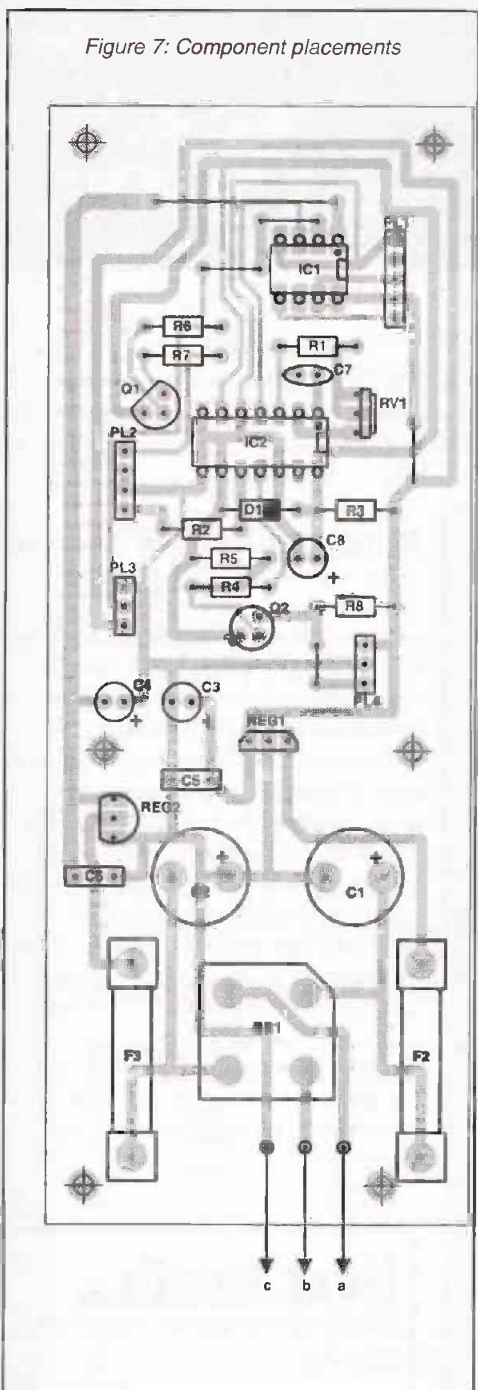 Figure 7: Component placements
IC1
R6
R1
R7
C7
Q1
RV1
IC2
PL2
D1
R3
R2
C8
R5
+
R4
PL3
Q2
R8
C4
C3
PL4
+
+
REG1
C5
REG2
+
+
C1
C6
F3
F2
c b a